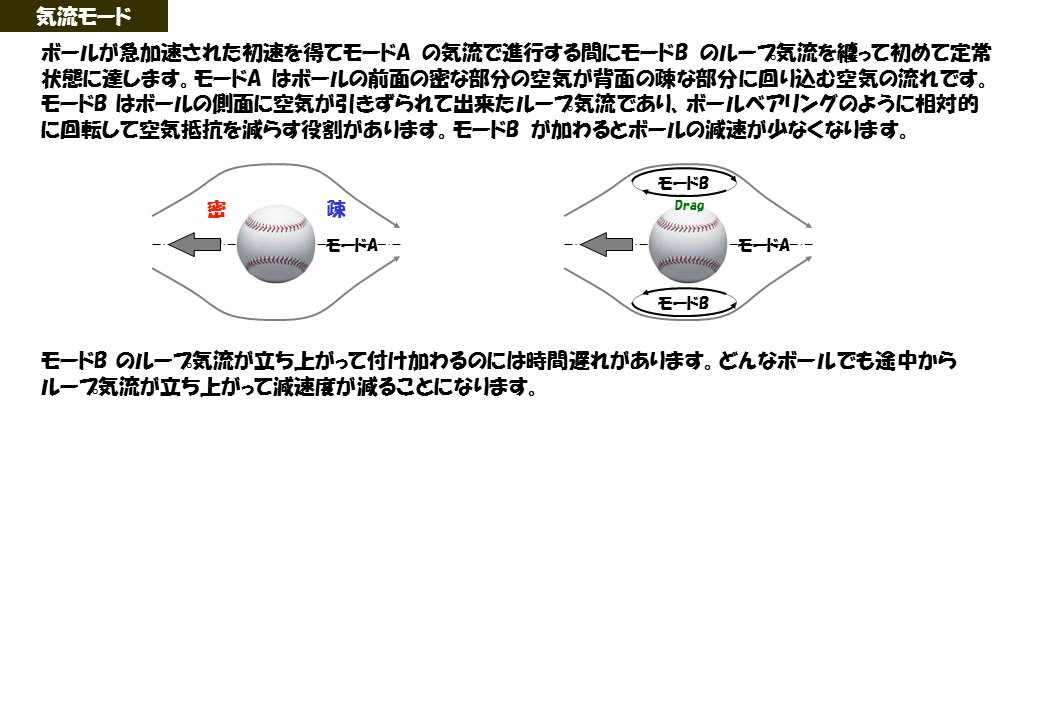 気流モード
ボールが急加速された初速を得てモードA の気流で進行する間にモードB のループ気流を纏って初めて定常
状態に達します。モードA はボールの前面の密な部分の空気が背面の疎な部分に回り込む空気の流れです。
モードB はボールの側面に空気が引きずられて出来たループ気流であり、ボールベアリングのように相対的
に回転して空気抵抗を減らす役割があります。モードB が加わるとボールの減速が少なくなります。
密 疎
モードA
モードB
Drag
モードA
モードB
モードB のループ気流が立ち上がって付け加わるのには時間遅れがあります。どんなボールでも途中から
ループ気流が立ち上がって減速度が減ることになります。